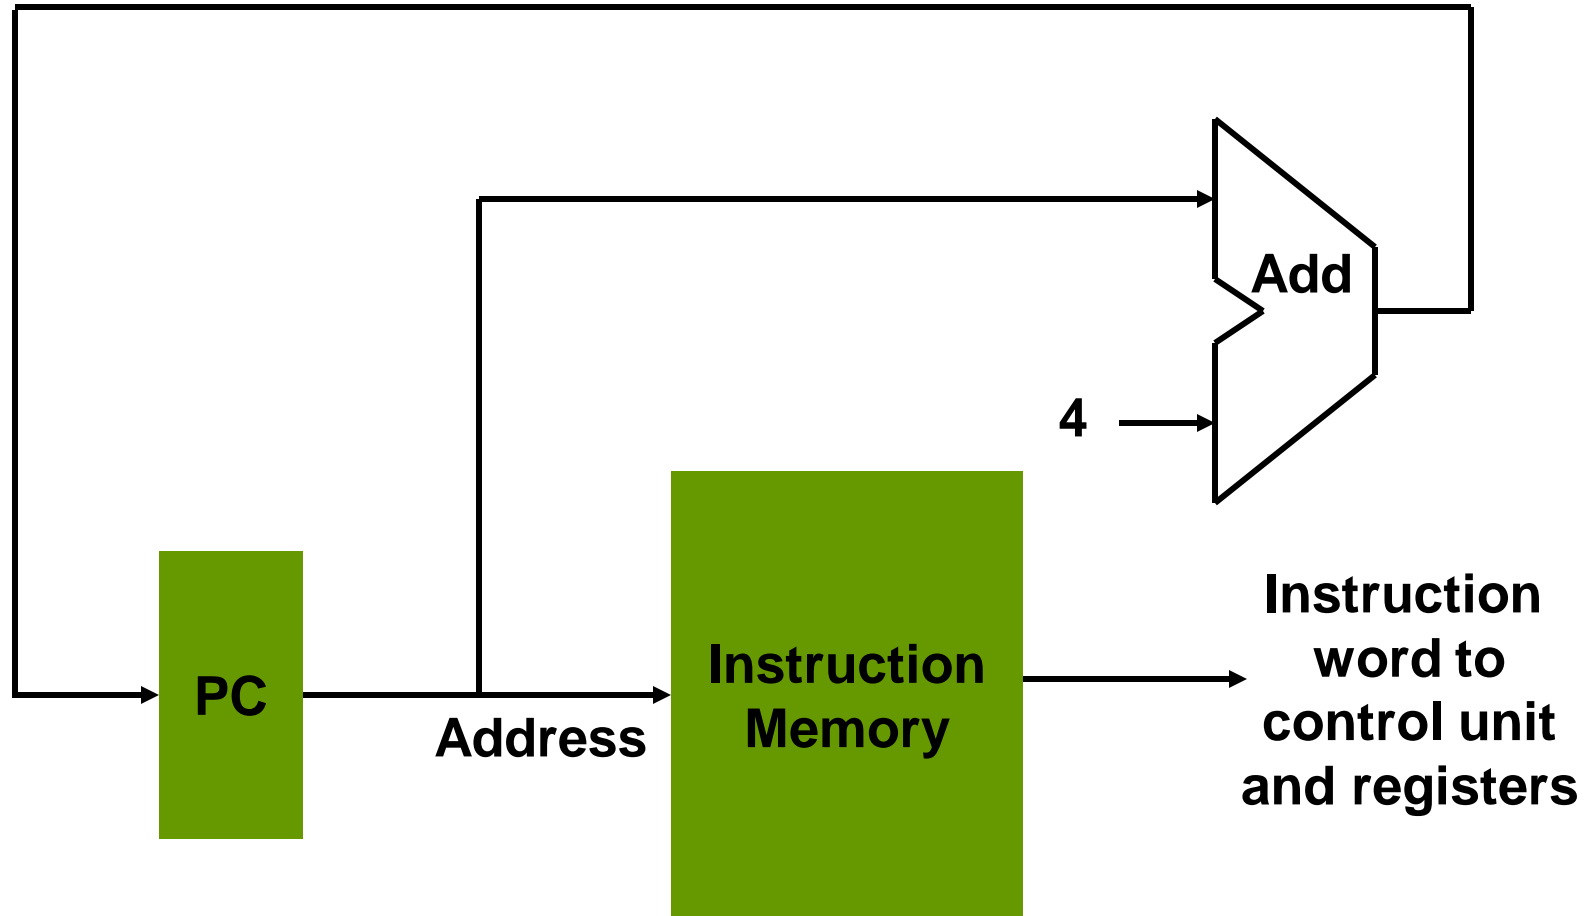 Add
4
PC
Address
Instruction
Memory
Instruction
word to
control unit
and registers